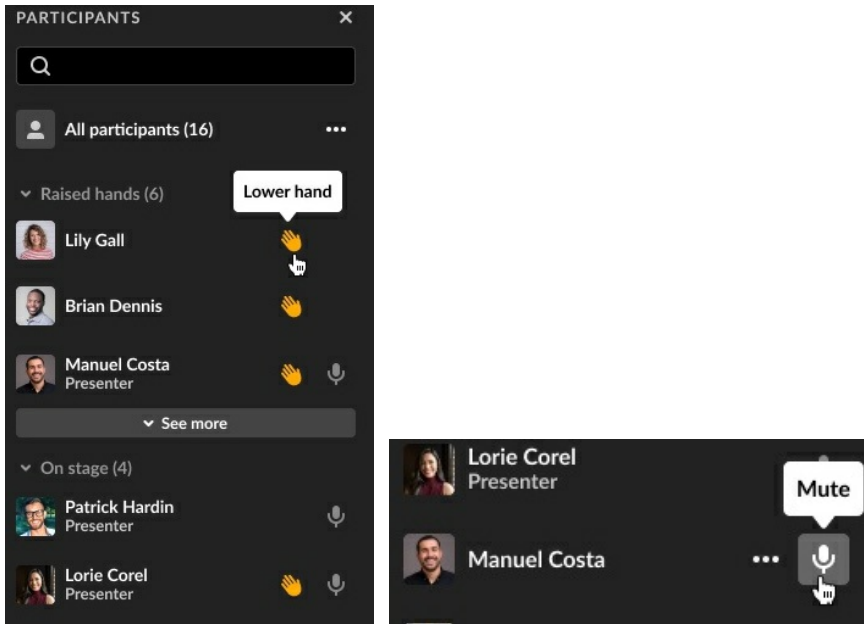 PARTICIPANTS
All participants (16)
Raised hands (6)
Lower hand
Lily Gall
Brian Dennis
Manuel Costa
Presenter
See more
On stage (4)
Patrick Hardin
Presenter
Lorie Corel
Presenter
Lorie Corel
Presenter
Mute
Manuel Costa